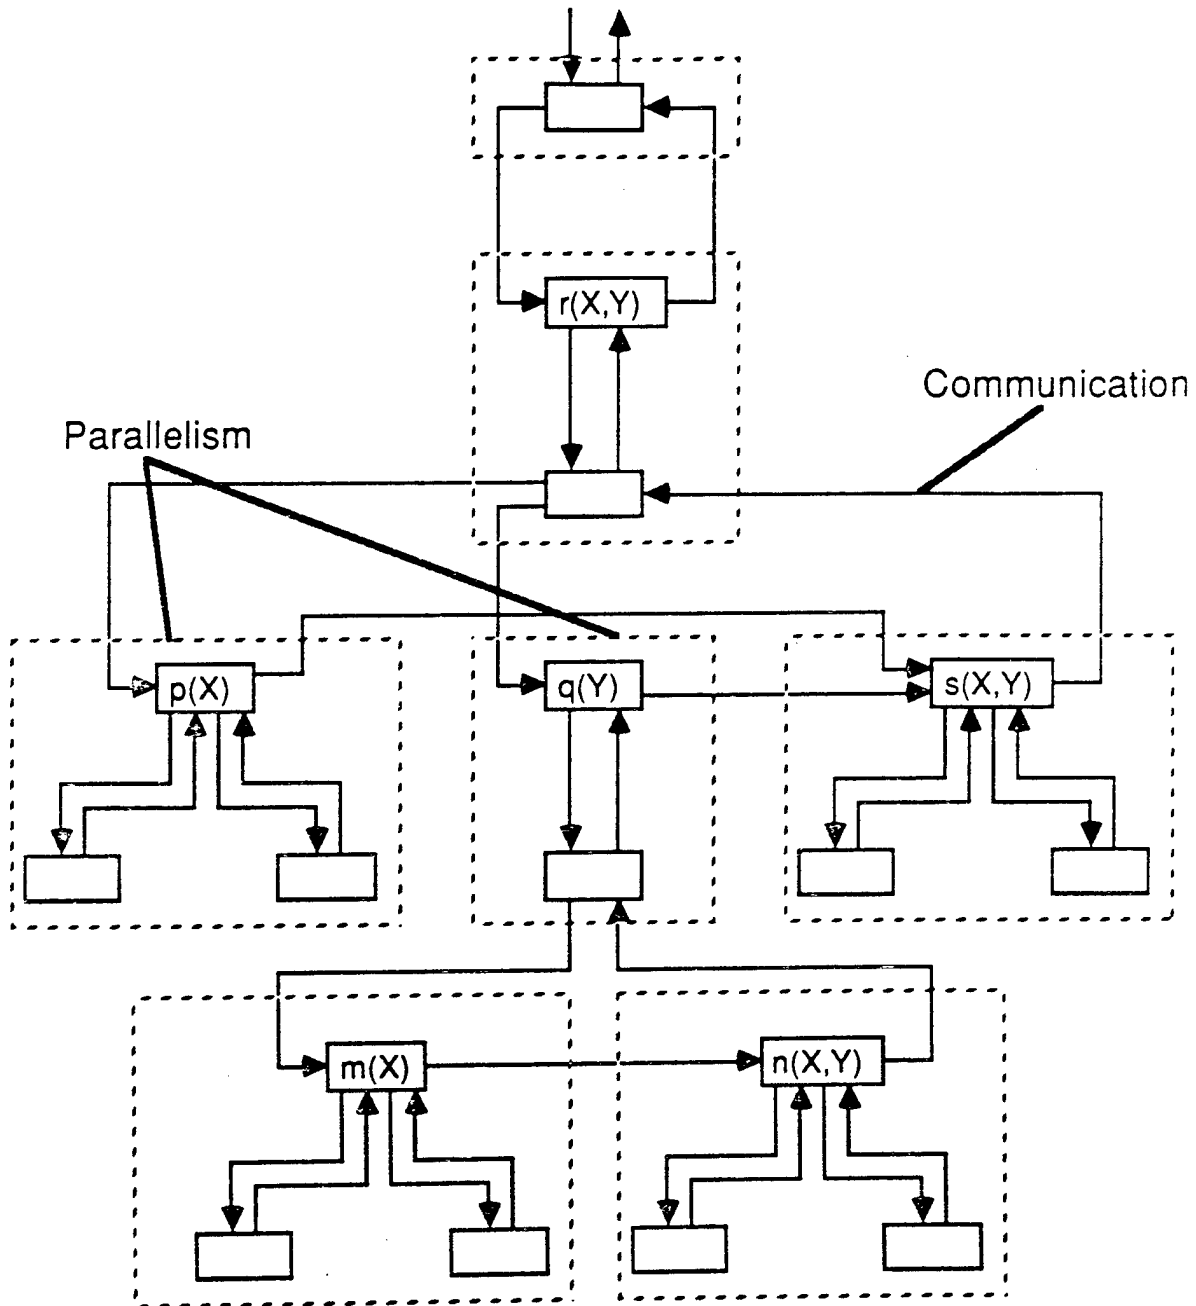 r(X,Y)
Communication
Parallelism
p(X)
q(Y)
s(X,Y)
m(X)
n(X,Y)